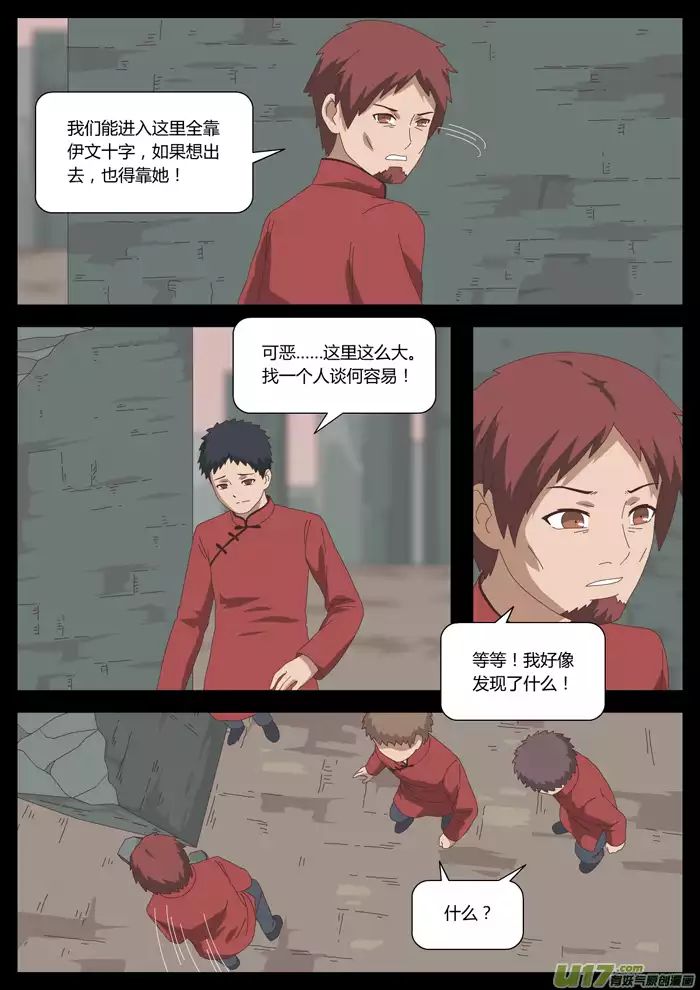 我们能进入这里全靠
伊文十字，如果想出
去，也得靠她！
可恶……这里这么大。
找一个人谈何容易！
等等！我好像
发现了什么！
什么？
U17.com
有妖气原创漫画